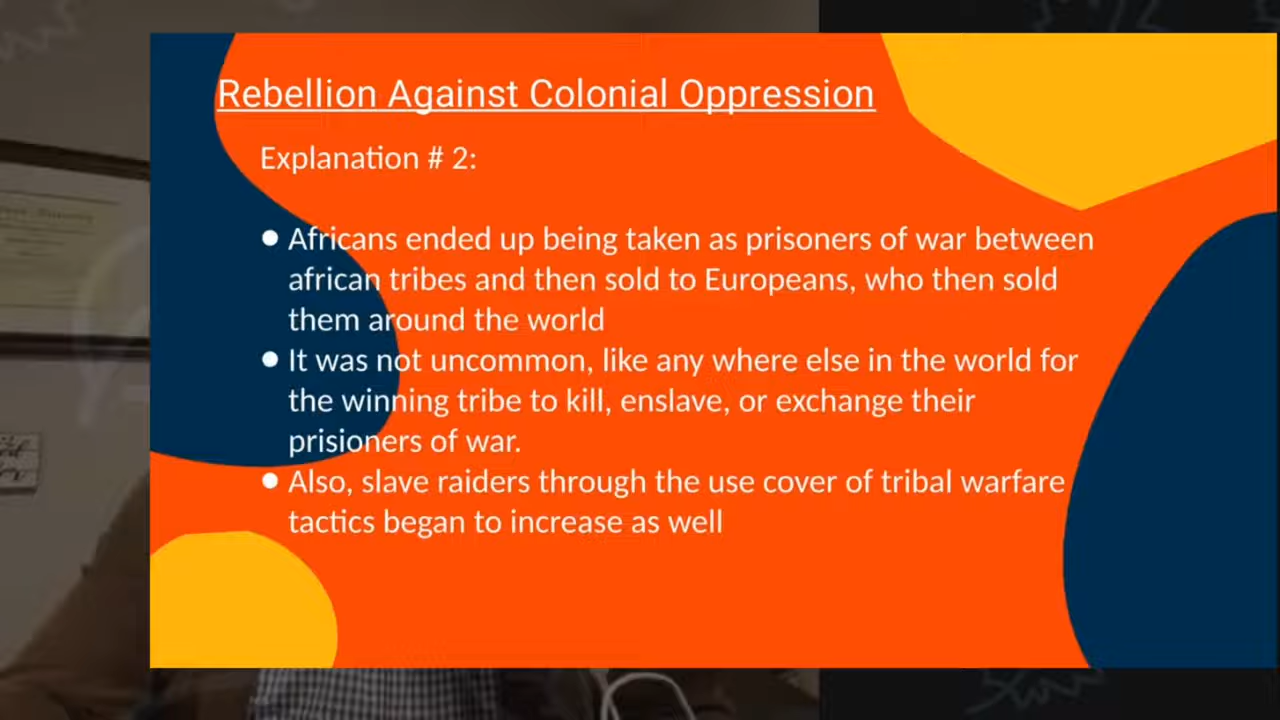 Rebellion Against Colonial Oppression
Explanation # 2:
● Africans ended up being taken as prisoners of war between
african tribes and then sold to Europeans, who then sold
them around the world
● It was not uncommon, like any where else in the world for
the winning tribe to kill, enslave, or exchange their
prisioners of war.
● Also, slave raiders through the use cover of tribal warfare
tactics began to increase as well